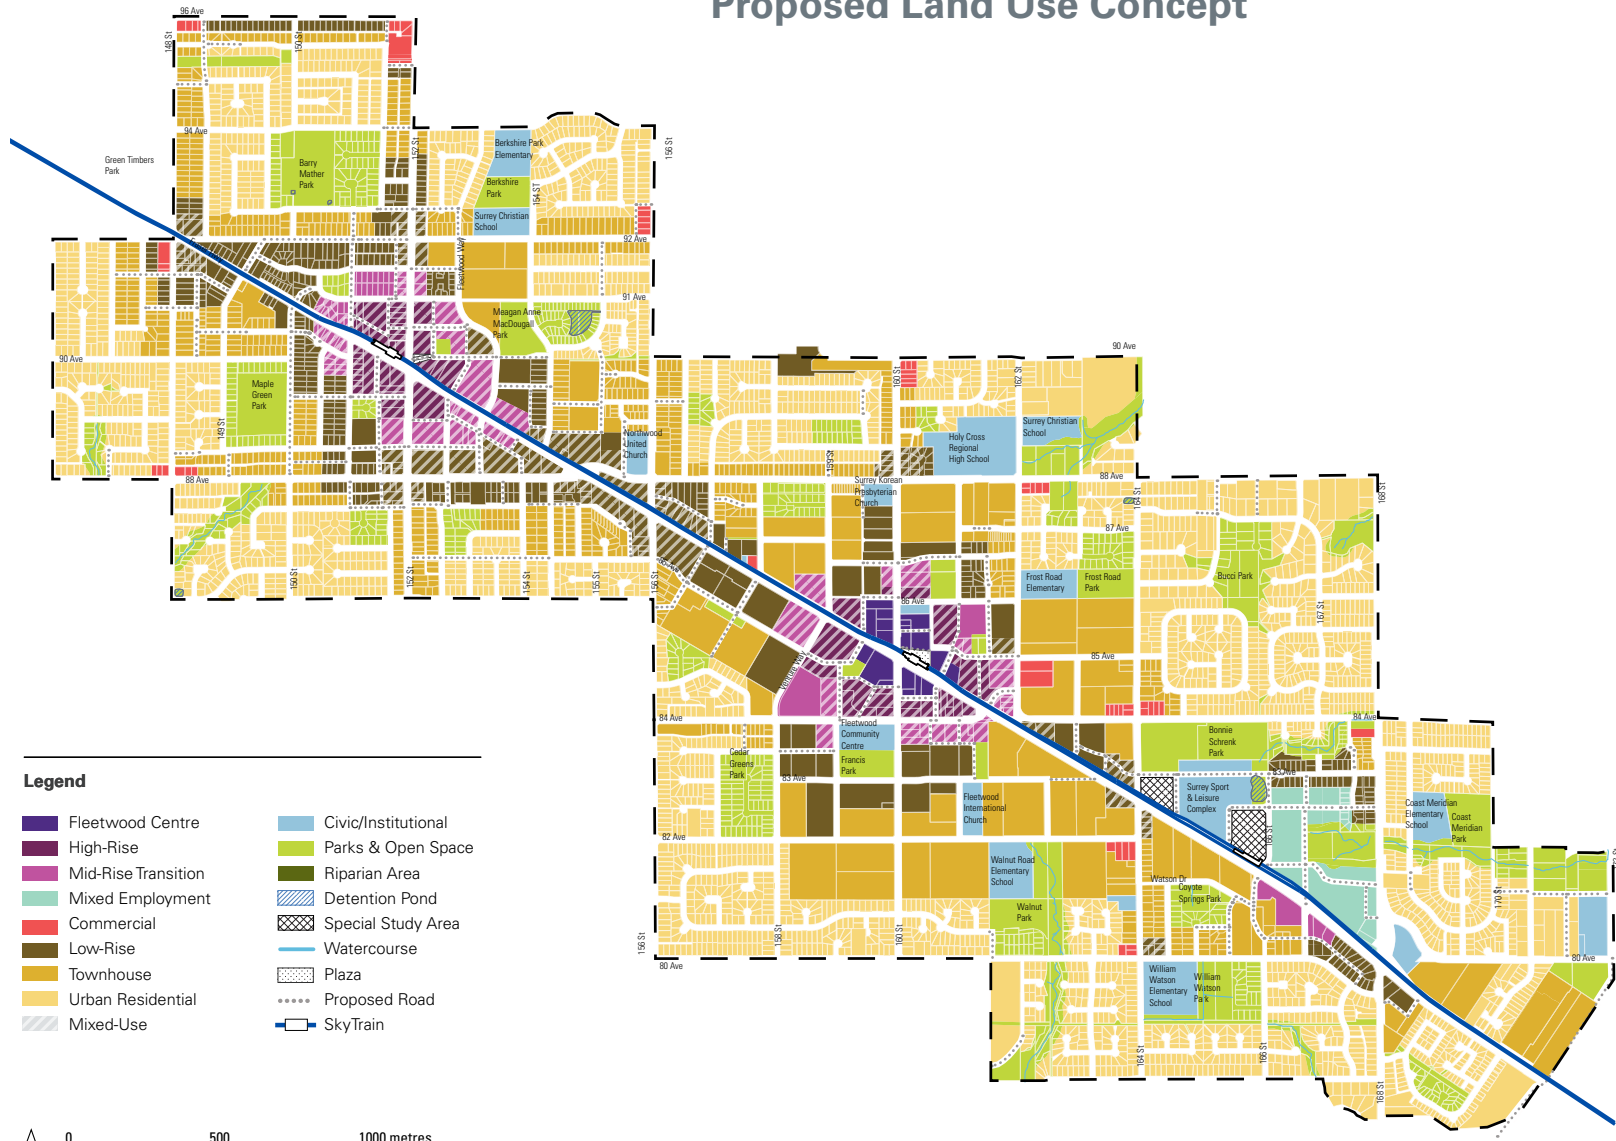 Proposed Land Use Concept
96 Ave
148 St
150 St
94 Ave
152 St
156 St
Green Timbers
Park
Barry
Mather
Park
Berkshire Park
Elementary
Berkshire
Park
154 ST
Surrey Christian
School
92 Ave
Fleetwood Way
91 Ave
Meagan Anne
MacDougall
Park
90 Ave
90 Ave
Maple
Green
Park
149 St
160 St
162 St
Northwood
United
Church
159 St
Holy Cross
Regional
High School
Surrey Christian
School
88 Ave
88 Ave
Surrey Korean
Presbyterian
Church
164 St
168 St
87 Ave
150 St
152 St
154 St
155 St
156 St
Frost Road
Elementary
Frost Road
Park
Bucci Park
86 Ave
167 St
85 Ave
Venture Way
84 Ave
84 Ave
Fleetwood
Community
Centre
Francis
Park
Cedar
Greens
Park
83 Ave
Bonnie
Schrenk
Park
83 Ave
Surrey Sport
& Leisure
Complex
Fleetwood
International
Church
Coast Meridian
Elementary
School
Coast
Meridian
Park
166 St
82 Ave
Walnut Road
Elementary
School
Watson Dr
Coyote
Springs Park
Walnut
Park
170 St
156 St
158 St
160 St
80 Ave
80 Ave
William
Watson
Elementary
School
William
Watson
Park
164 St
166 St
168 St
Legend
Fleetwood Centre
High-Rise
Mid-Rise Transition
Mixed Employment
Commercial
Low-Rise
Townhouse
Urban Residential
Mixed-Use
Civic/Institutional
Parks & Open Space
Riparian Area
Detention Pond
Special Study Area
Watercourse
Plaza
Proposed Road
SkyTrain
0 500 1000 metres